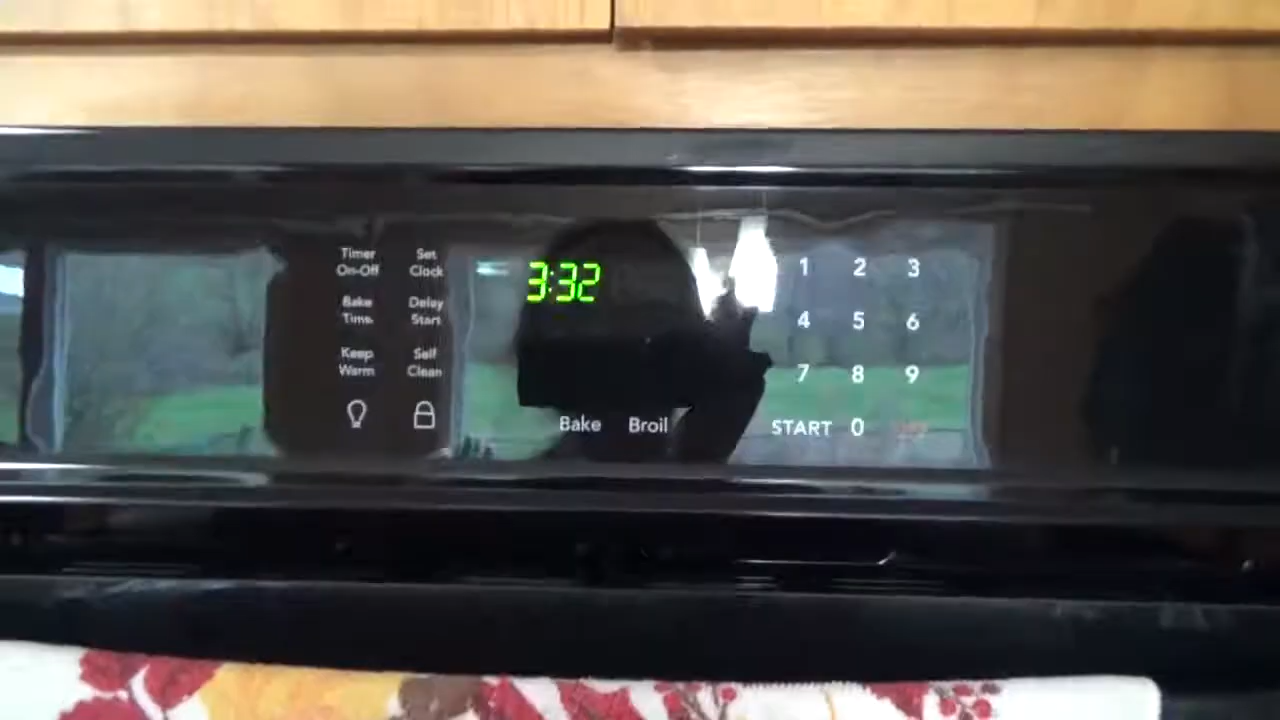 Timer
On-Off
Set
Clock
3:32
1 2 3
Bake
Time
Delay
Start
4 5 6
Keep
Warm
Self
Clean
7 8 9
Bake Broil
START 0